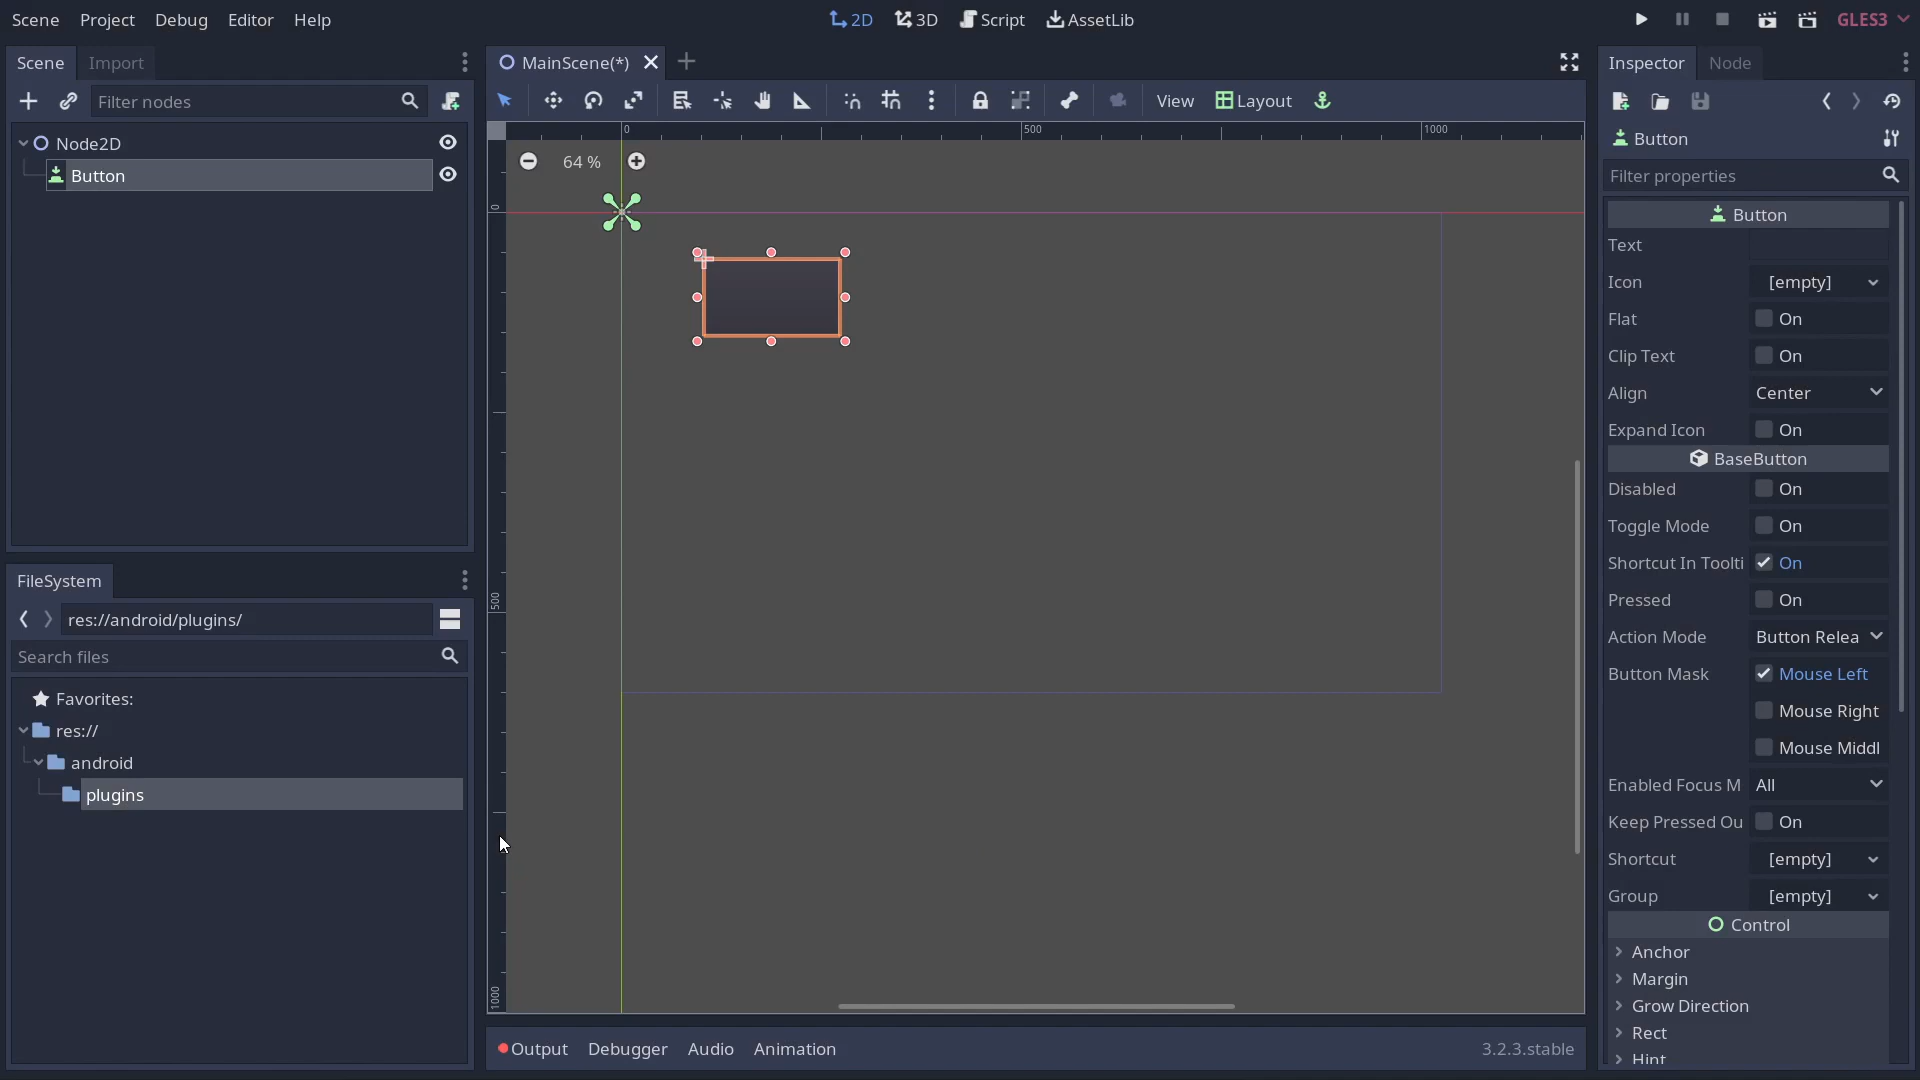 Scene Project Debug Editor Help
2D 3D Script AssetLib
GLES3
Scene Import
Filter nodes
Node2D
Button
FileSystem
res://android/plugins/
Search files
Favorites:
res://
android
plugins
MainScene(*)
View Layout
0 500 1000
64 %
0
500
1000
Output Debugger Audio Animation 3.2.3.stable
Inspector Node
Button
Filter properties
Button
Text
Icon [empty]
Flat On
Clip Text On
Align Center
Expand Icon On
BaseButton
Disabled On
Toggle Mode On
Shortcut In Toolti On
Pressed On
Action Mode Button Relea
Button Mask Mouse Left
Mouse Right
Mouse Middl
Enabled Focus M All
Keep Pressed Ou On
Shortcut [empty]
Group [empty]
Control
Anchor
Margin
Grow Direction
Rect
Hint